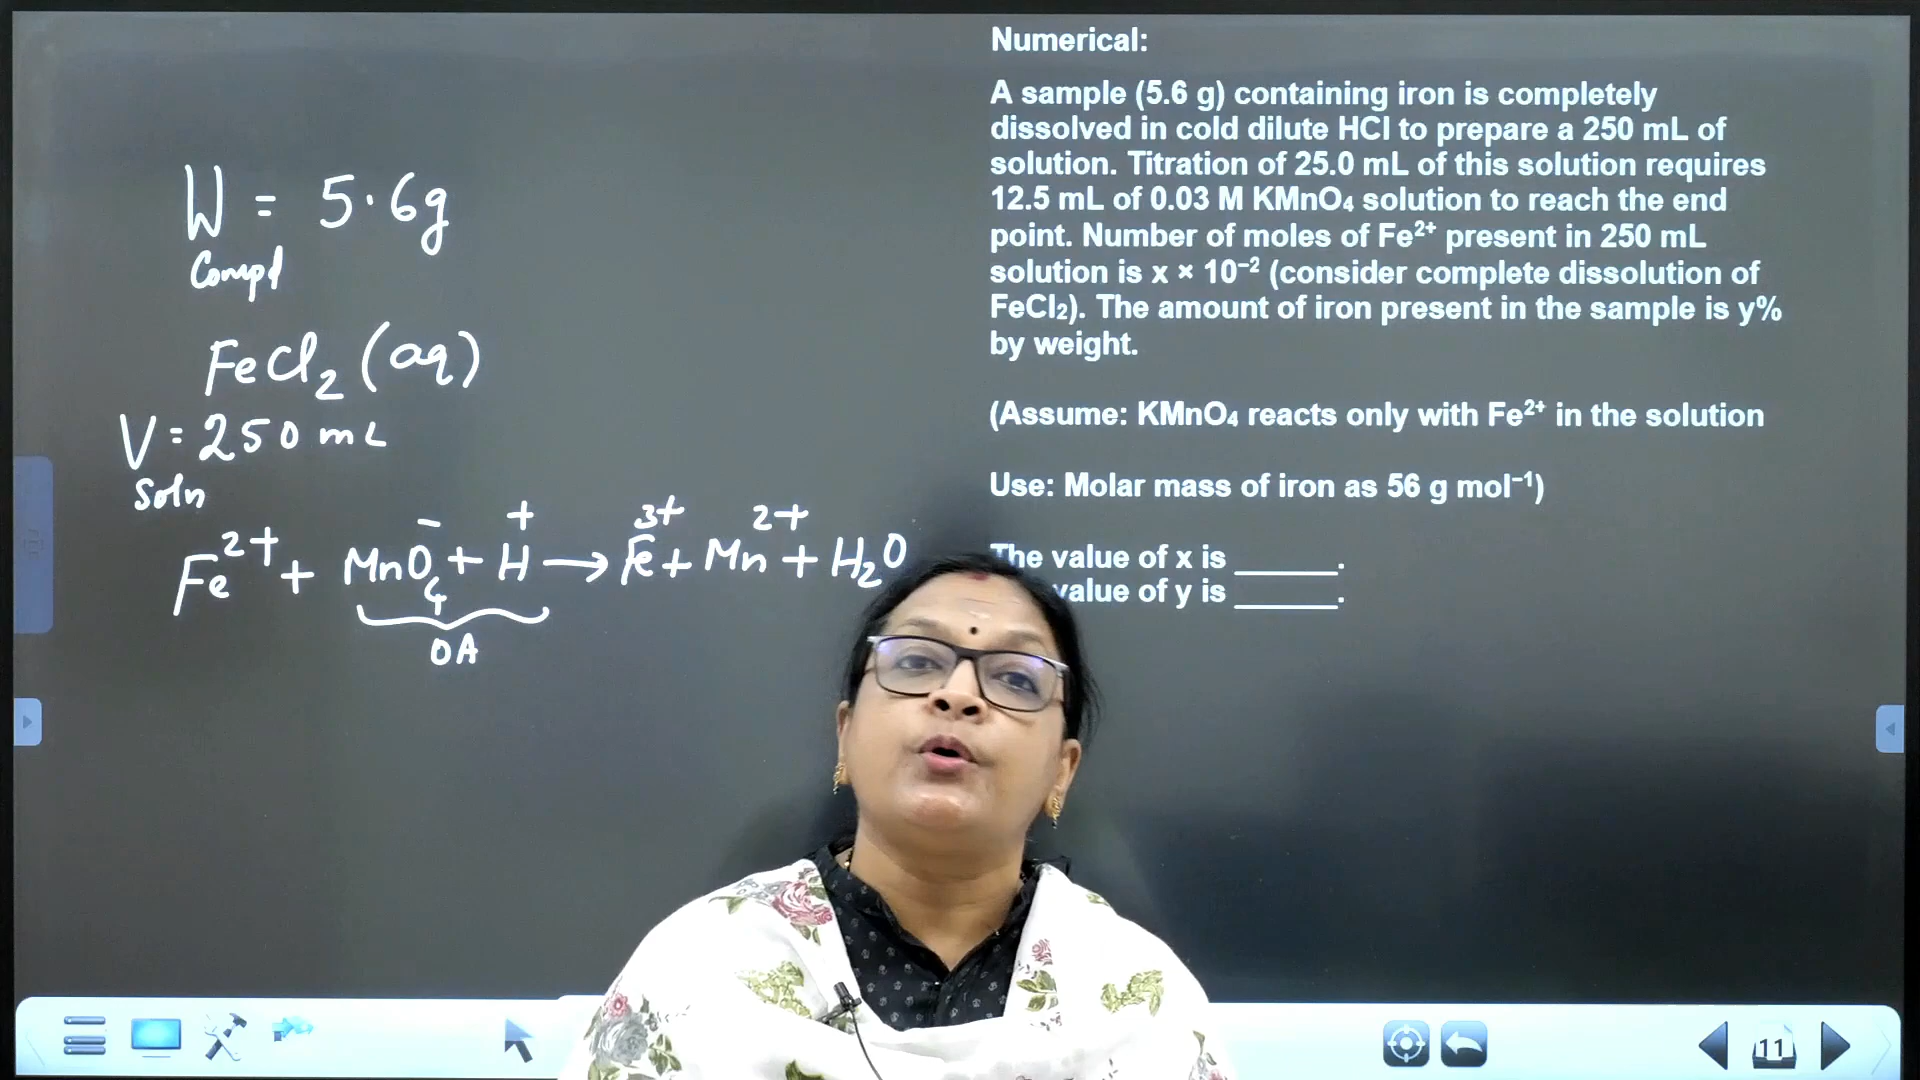 Numerical:
A sample (5.6 g) containing iron is completely
dissolved in cold dilute HCl to prepare a 250 mL of
solution. Titration of 25.0 mL of this solution requires
12.5 mL of 0.03 M KMnO₄ solution to reach the end
point. Number of moles of Fe²⁺ present in 250 mL
solution is x × 10⁻² (consider complete dissolution of
FeCl₂). The amount of iron present in the sample is y%
by weight.
(Assume: KMnO₄ reacts only with Fe²⁺ in the solution
Use: Molar mass of iron as 56 g mol⁻¹)
The value of x is ______.
value of y is ______.
W = 5.6g
Compd
FeCl₂ (aq)
V = 250 mL
Soln
Fe²⁺ + MnO₄⁻ + H⁺ → Fe³⁺ + Mn²⁺ + H₂O
OA
11